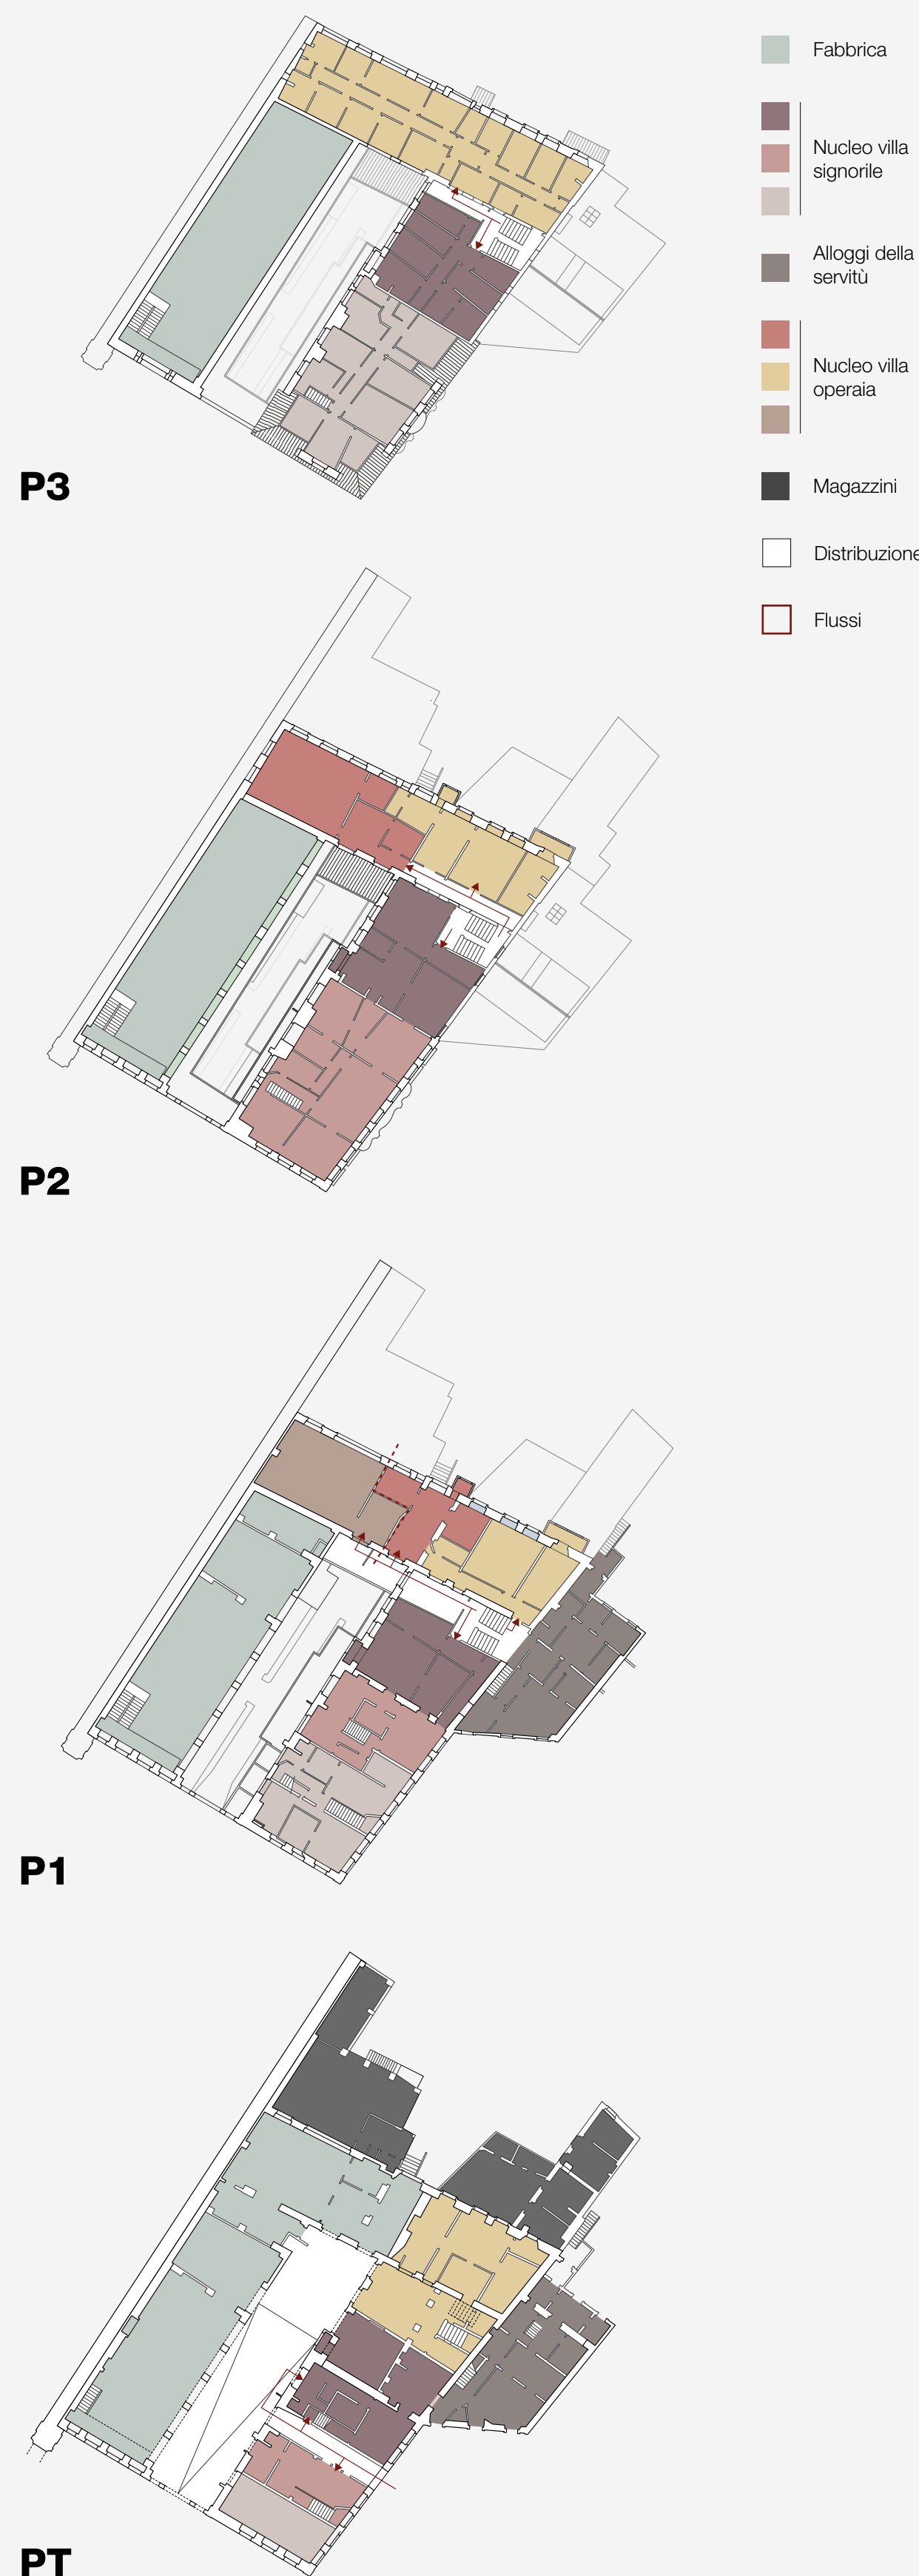 Fabbrica
Nucleo villa
signorile
Alloggi della
servitù
Nucleo villa
operaia
Magazzini
Distribuzione
Flussi
P3
P2
P1
PT